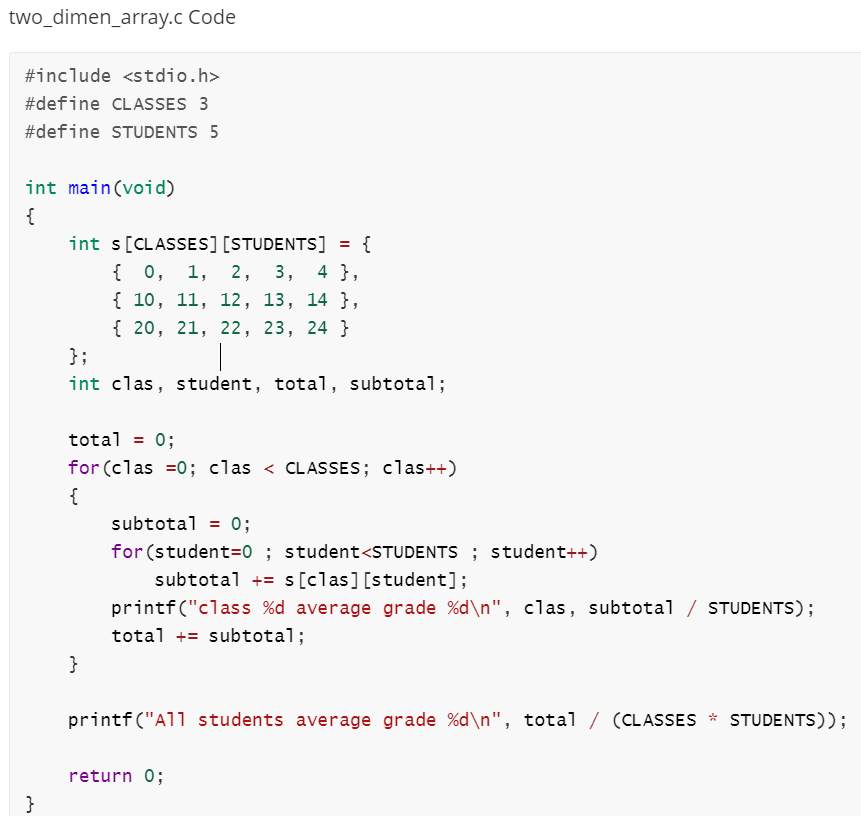 two_dimen_array.c Code
#include <stdio.h>
#define CLASSES 3
#define STUDENTS 5
int main(void)
{
    int s[CLASSES][STUDENTS] = {
        {  0,  1,  2,  3,  4 },
        { 10, 11, 12, 13, 14 },
        { 20, 21, 22, 23, 24 }
    };
    int clas, student, total, subtotal;
    total = 0;
    for(clas =0; clas < CLASSES; clas++)
    {
        subtotal = 0;
        for(student=0 ; student<STUDENTS ; student++)
            subtotal += s[clas][student];
        printf("class %d average grade %d\n", clas, subtotal / STUDENTS);
        total += subtotal;
    }
    printf("All students average grade %d\n", total / (CLASSES * STUDENTS));
    return 0;
}